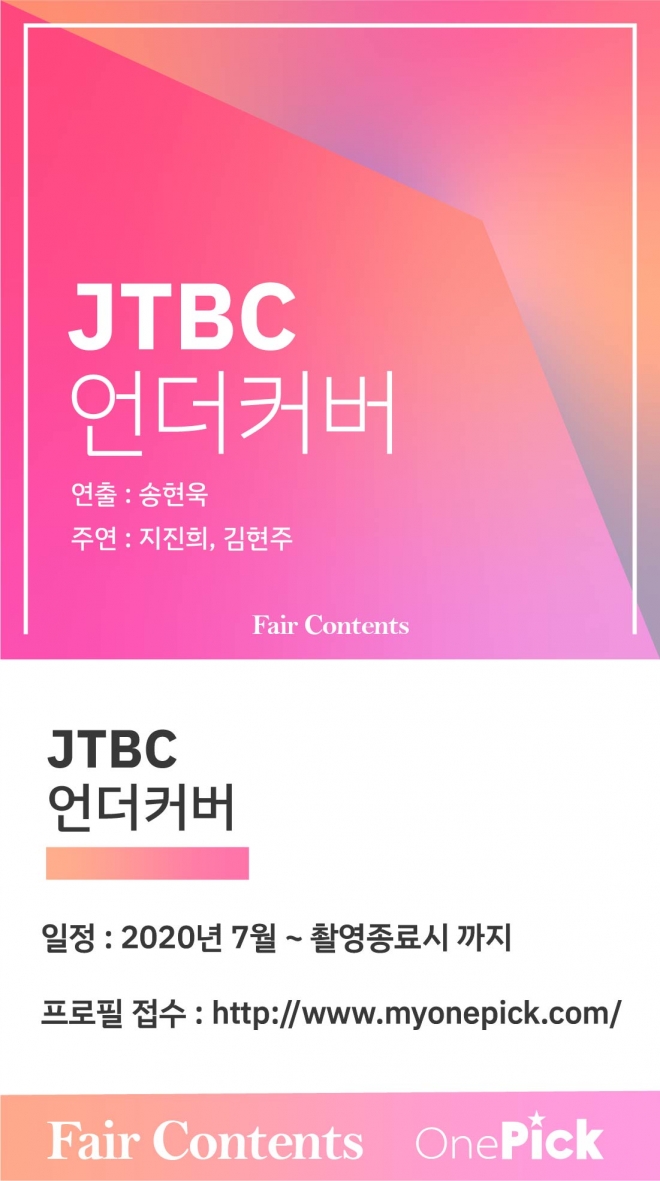 JTBC
언더커버
연출 : 송현욱
주연 : 지진희, 김현주
Fair Contents
JTBC
언더커버
일정 : 2020년 7월 ~ 촬영종료시 까지
프로필 접수 : http://www.myonepick.com/
Fair Contents
OnePick